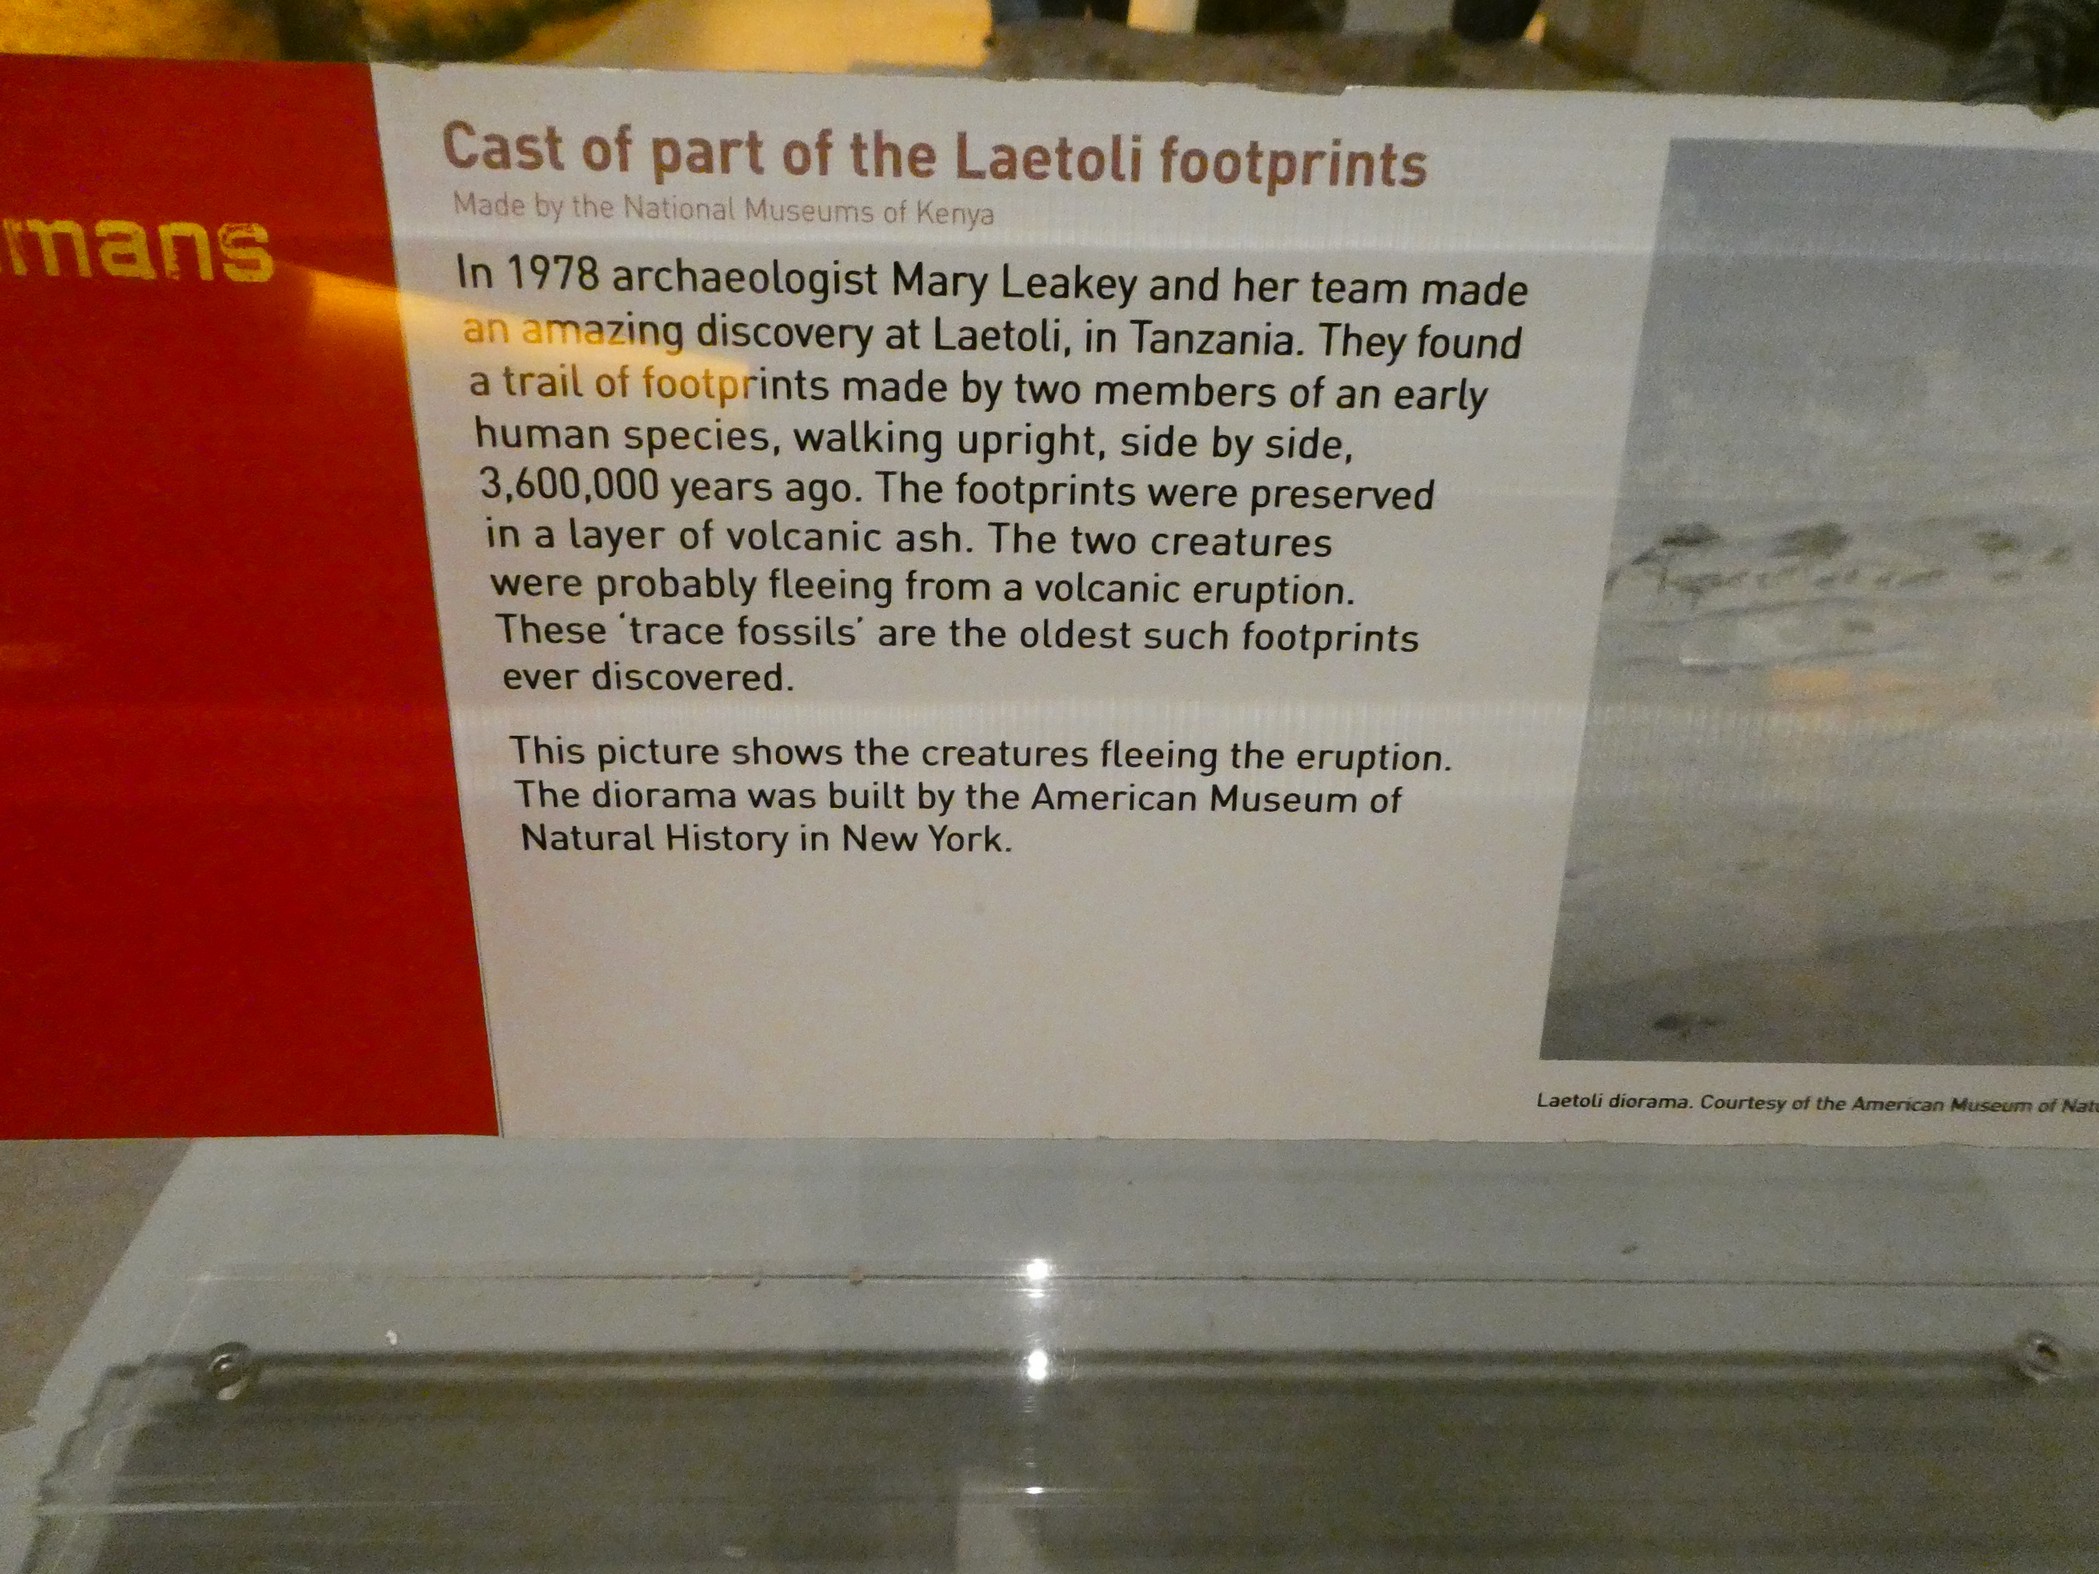 mans
Cast of part of the Laetoli footprints
Made by the National Museums of Kenya
In 1978 archaeologist Mary Leakey and her team made
an amazing discovery at Laetoli, in Tanzania. They found
a trail of footprints made by two members of an early
human species, walking upright, side by side,
3,600,000 years ago. The footprints were preserved
in a layer of volcanic ash. The two creatures
were probably fleeing from a volcanic eruption.
These ‘trace fossils’ are the oldest such footprints
ever discovered.
This picture shows the creatures fleeing the eruption.
The diorama was built by the American Museum of
Natural History in New York.
Laetoli diorama. Courtesy of the American Museum of Natu